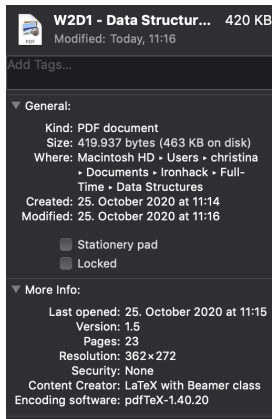 W2D1 - Data Structur... 420 KB
Modified: Today, 11:16
Add Tags...
General:
Kind: PDF document
Size: 419.937 bytes (463 KB on disk)
Where: Macintosh HD ▸ Users ▸ christina
▸ Documents ▸ Ironhack ▸ Full-
Time ▸ Data Structures
Created: 25. October 2020 at 11:14
Modified: 25. October 2020 at 11:16
Stationery pad
Locked
More Info:
Last opened: 25. October 2020 at 11:15
Version: 1.5
Pages: 23
Resolution: 362×272
Security: None
Content Creator: LaTeX with Beamer class
Encoding software: pdfTeX-1.40.20